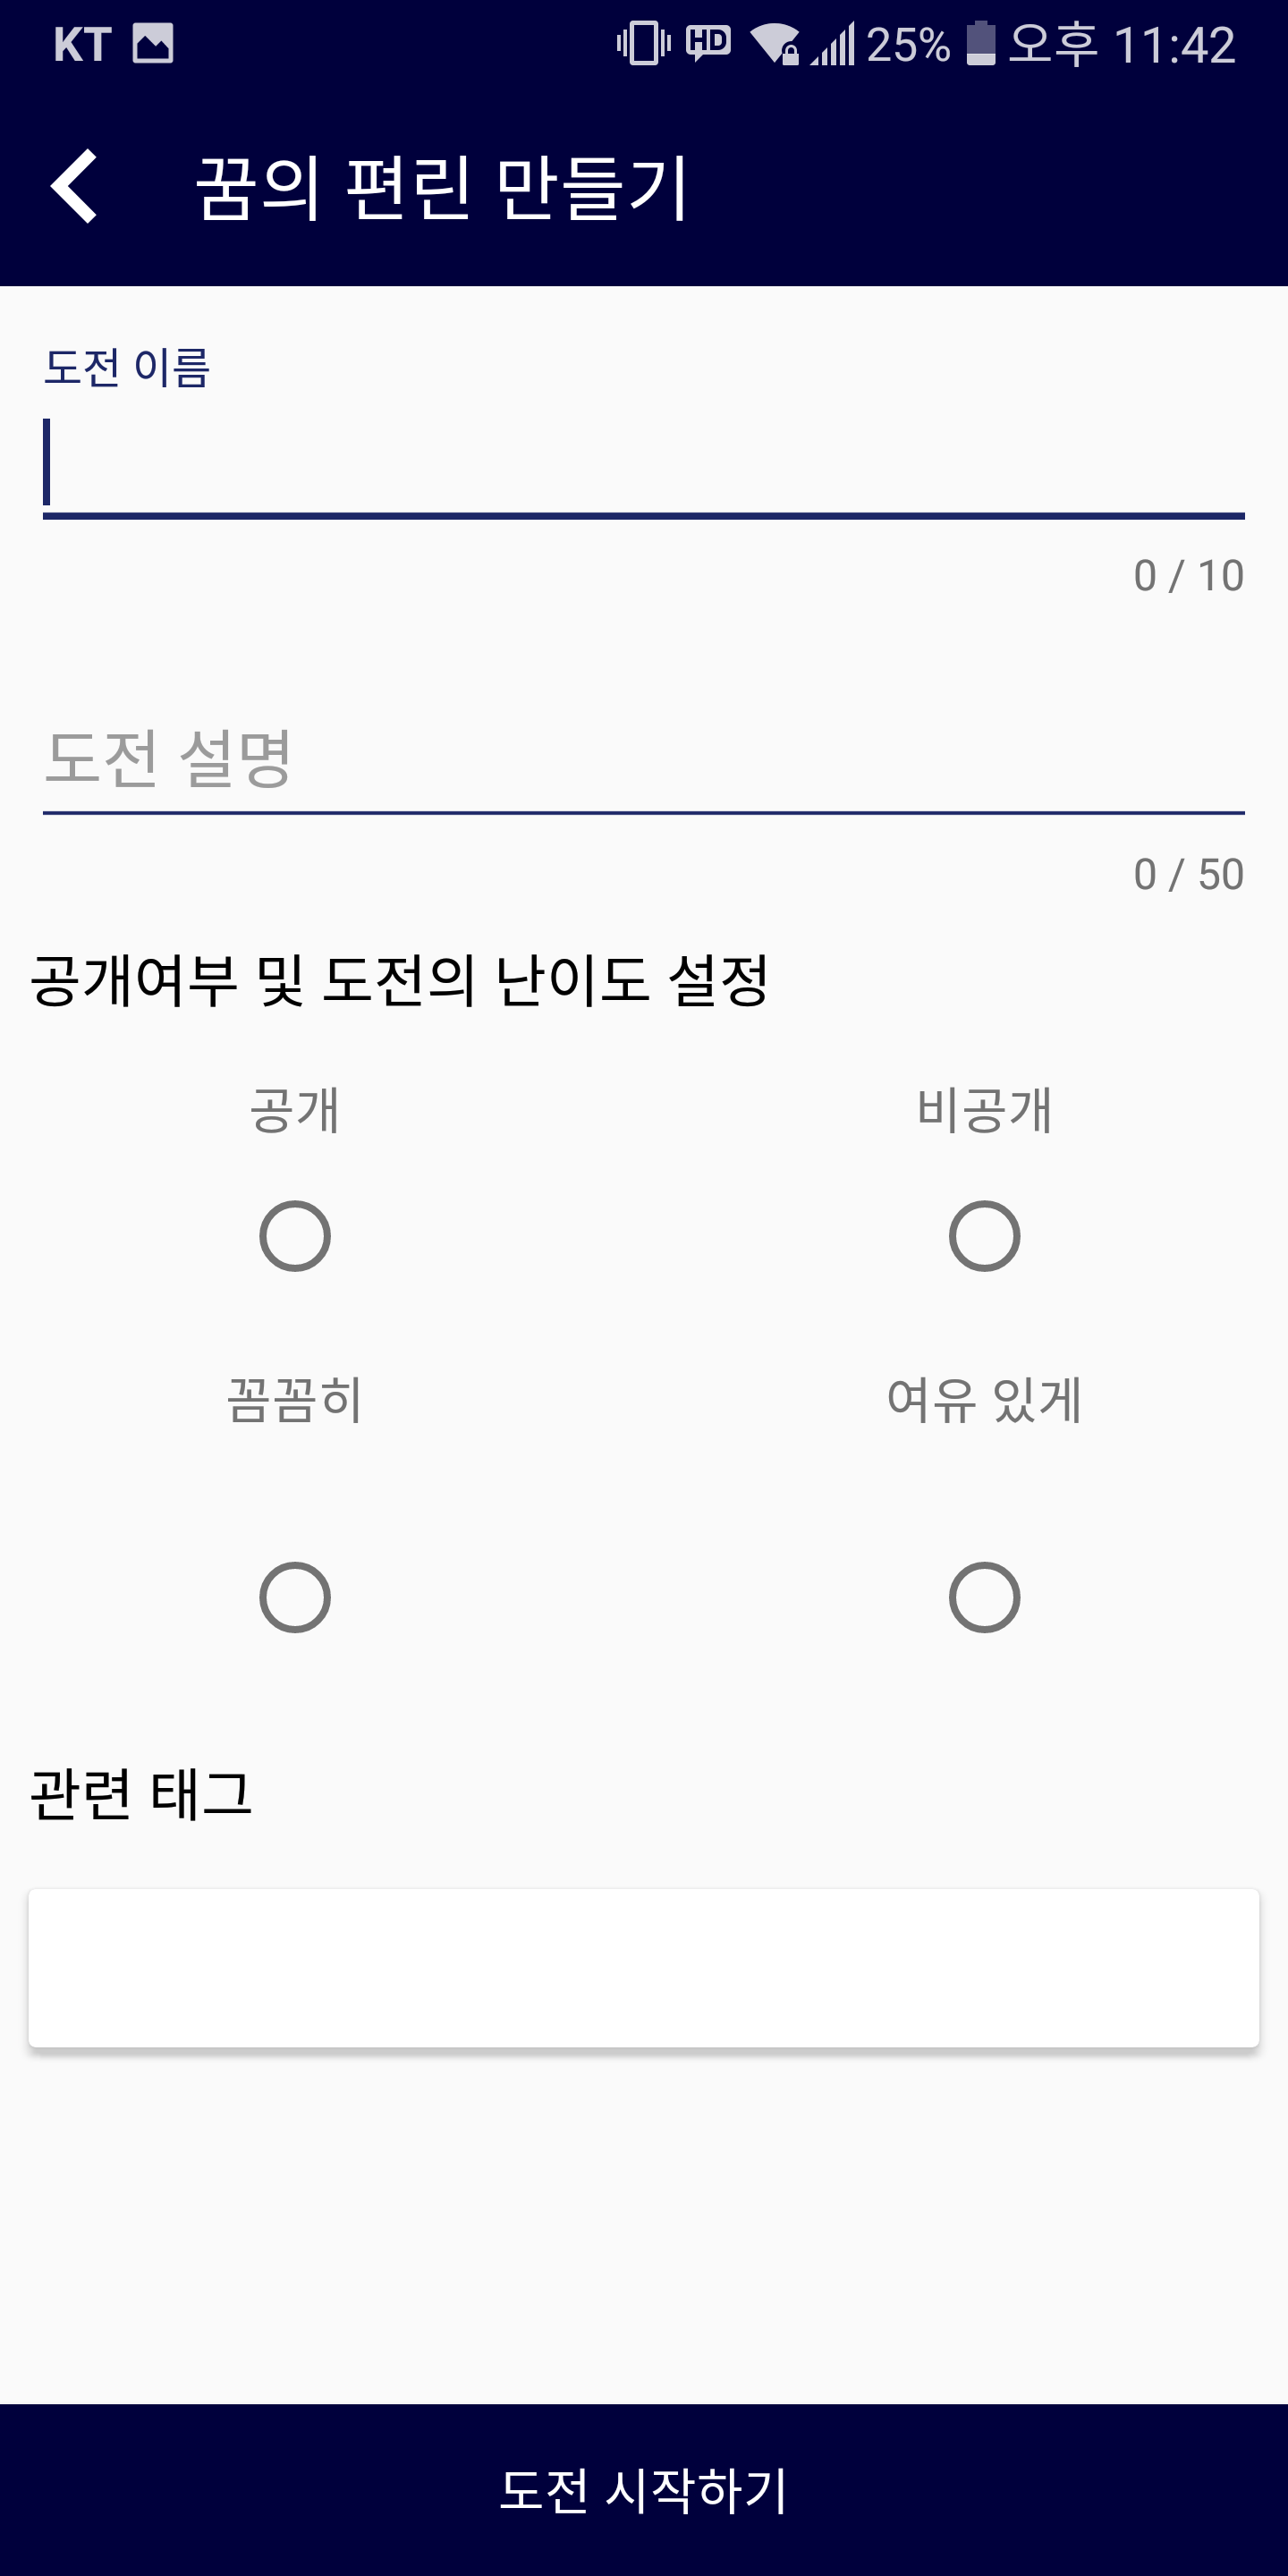 KT HD 25% 오후 11:42
꿈의 편린 만들기
도전 이름
0 / 10
도전 설명
0 / 50
공개여부 및 도전의 난이도 설정
공개 비공개
꼼꼼히 여유 있게
관련 태그
도전 시작하기